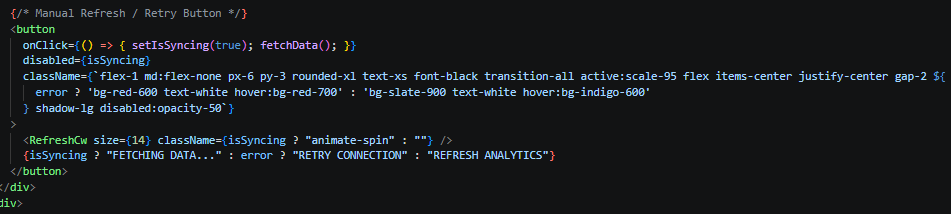 {/* Manual Refresh / Retry Button */}
<button
onClick={() => { setIsSyncing(true); fetchData(); }}
disabled={isSyncing}
className={`flex-1 md:flex-none px-6 py-3 rounded-xl text-xs font-black transition-all active:scale-95 flex items-center justify-center gap-2 ${
error ? 'bg-red-600 text-white hover:bg-red-700' : 'bg-slate-900 text-white hover:bg-indigo-600'
} shadow-lg disabled:opacity-50`}
>
<RefreshCw size={14} className={isSyncing ? "animate-spin" : ""} />
{isSyncing ? "FETCHING DATA..." : error ? "RETRY CONNECTION" : "REFRESH ANALYTICS"}
</button>
</div>
div>